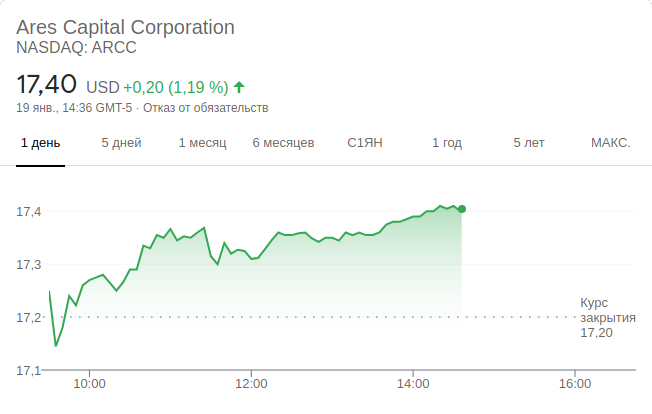 Ares Capital Corporation
NASDAQ: ARCC
17,40 USD +0,20 (1,19 %)
19 янв., 14:36 GMT-5 · Отказ от обязательств
1 день 5 дней 1 месяц 6 месяцев С1ЯН 1 год 5 лет МАКС.
17,4
17,3
Курс
17,2 закрытия
17,20
17,1
10:00 12:00 14:00 16:00